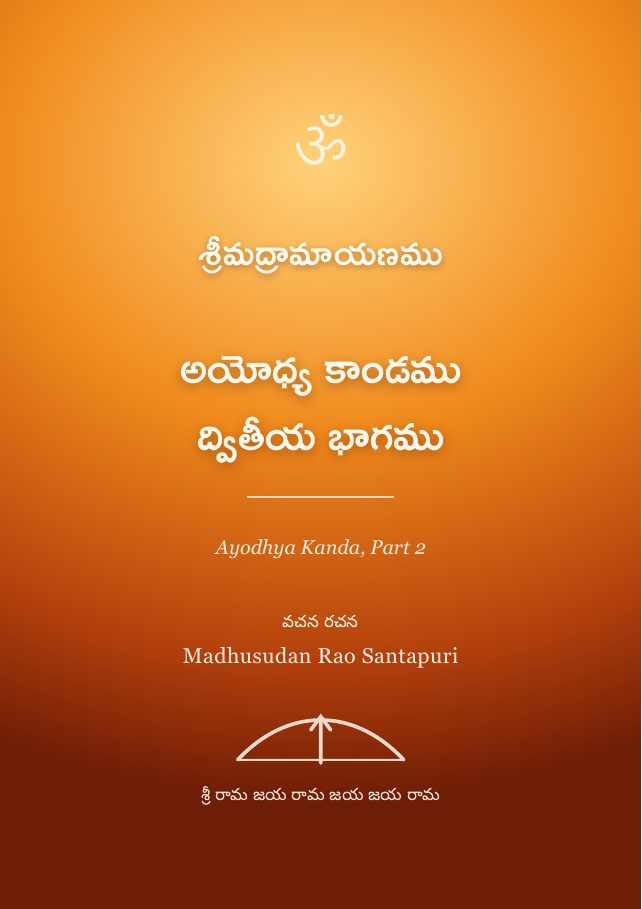 ॐ
శ్రీమద్రామాయణము
అయోధ్య కాండము
ద్వితీయ భాగము
Ayodhya Kanda, Part 2
వచన రచన
Madhusudan Rao Santapuri
శ్రీ రామ జయ రామ జయ జయ రామ